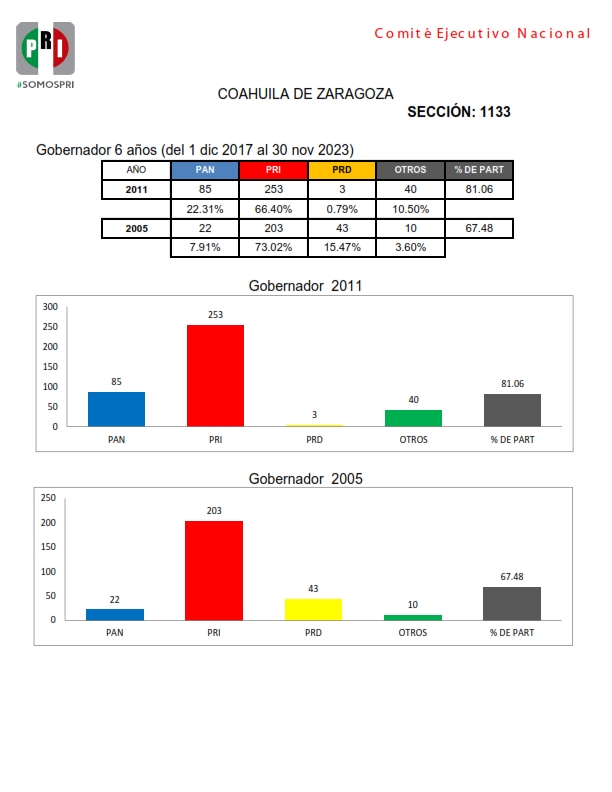 PRI
#SOMOSPRI
Comité Ejecutivo Nacional
COAHUILA DE ZARAGOZA
SECCIÓN: 1133
Gobernador 6 años (del 1 dic 2017 al 30 nov 2023)
AÑO PAN PRI PRD OTROS % DE PART
2011 85 253 3 40 81.06
22.31% 66.40% 0.79% 10.50%
2005 22 203 43 10 67.48
7.91% 73.02% 15.47% 3.60%
Gobernador 2011
300
250
200
150
100
50
0
85 253 3 40 81.06
PAN PRI PRD OTROS % DE PART
Gobernador 2005
250
200
150
100
50
0
22 203 43 10 67.48
PAN PRI PRD OTROS % DE PART